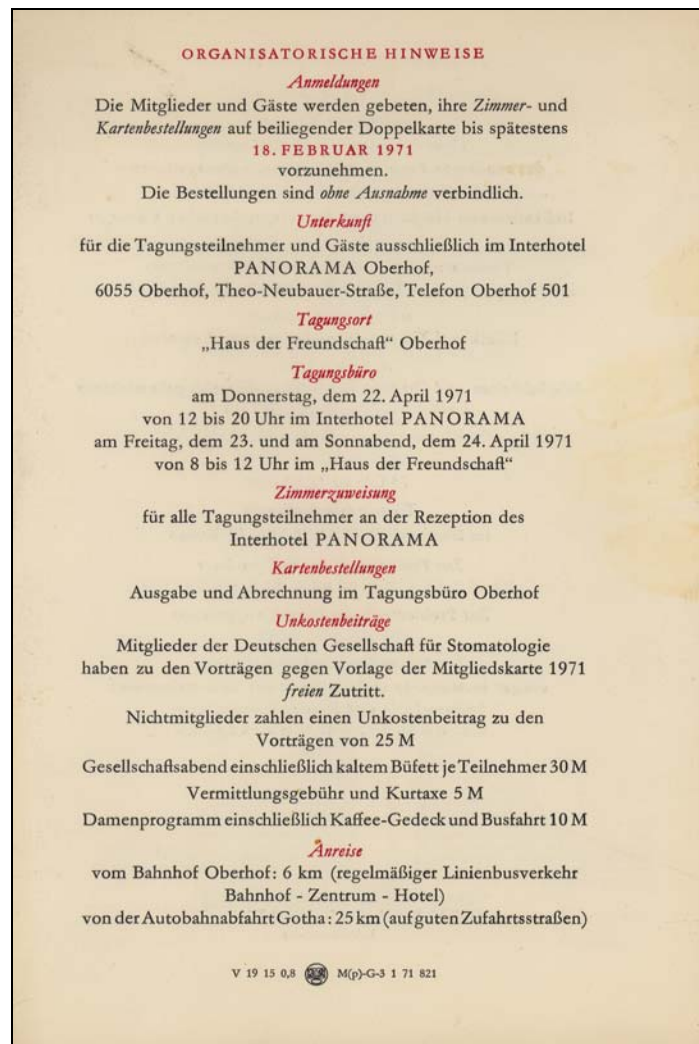 ORGANISATORISCHE HINWEISE
Anmeldungen
Die Mitglieder und Gäste werden gebeten, ihre Zimmer- und
Kartenbestellungen auf beiliegender Doppelkarte bis spätestens
18. FEBRUAR 1971
vorzunehmen.
Die Bestellungen sind ohne Ausnahme verbindlich.
Unterkunft
für die Tagungsteilnehmer und Gäste ausschließlich im Interhotel
PANORAMA Oberhof,
6055 Oberhof, Theo-Neubauer-Straße, Telefon Oberhof 501
Tagungsort
„Haus der Freundschaft“ Oberhof
Tagungsbüro
am Donnerstag, dem 22. April 1971
von 12 bis 20 Uhr im Interhotel PANORAMA
am Freitag, dem 23. und am Sonnabend, dem 24. April 1971
von 8 bis 12 Uhr im „Haus der Freundschaft“
Zimmerzuweisung
für alle Tagungsteilnehmer an der Rezeption des
Interhotel PANORAMA
Kartenbestellungen
Ausgabe und Abrechnung im Tagungsbüro Oberhof
Unkostenbeiträge
Mitglieder der Deutschen Gesellschaft für Stomatologie
haben zu den Vorträgen gegen Vorlage der Mitgliedskarte 1971
freien Zutritt.
Nichtmitglieder zahlen einen Unkostenbeitrag zu den
Vorträgen von 25 M
Gesellschaftsabend einschließlich kaltem Büfett je Teilnehmer 30 M
Vermittlungsgebühr und Kurtaxe 5 M
Damenprogramm einschließlich Kaffee-Gedeck und Busfahrt 10 M
Anreise
vom Bahnhof Oberhof: 6 km (regelmäßiger Linienbusverkehr
Bahnhof - Zentrum - Hotel)
von der Autobahnabfahrt Gotha: 25 km (auf guten Zufahrtsstraßen)
V 19 15 0,8 M(p)-G-3 1 71 821